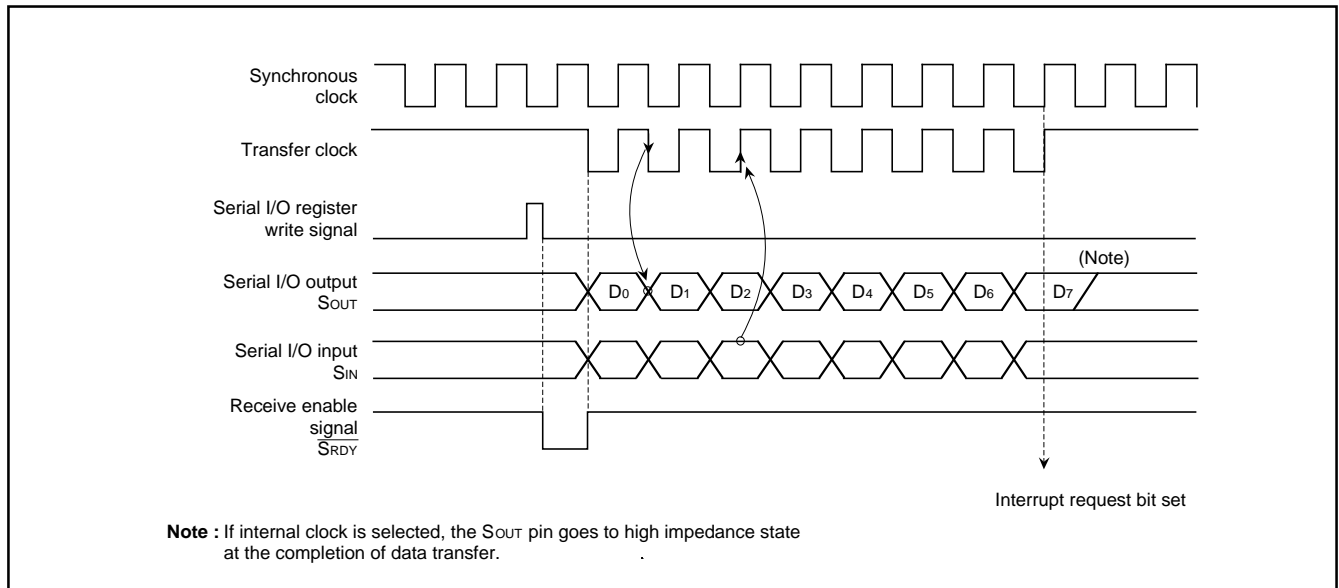 Synchronous
clock
Transfer clock
Serial I/O register
write signal
(Note)
Serial I/O output
SOUT
D0 D1 D2 D3 D4 D5 D6 D7
Serial I/O input
SIN
Receive enable
signal
SRDY
Interrupt request bit set
Note : If internal clock is selected, the SOUT pin goes to high impedance state
at the completion of data transfer. .